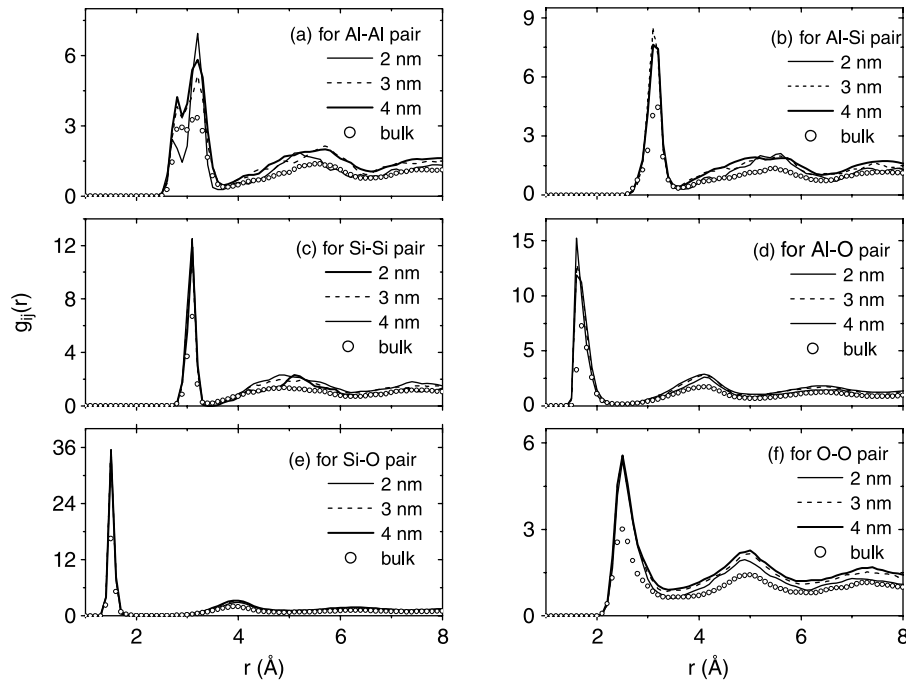 (a) for Al-Al pair
2 nm
3 nm
4 nm
bulk
6
3
0
(b) for Al-Si pair
2 nm
3 nm
4 nm
bulk
9
6
3
0
(c) for Si-Si pair
2 nm
3 nm
4 nm
bulk
12
9
6
3
0
gij(r)
(d) for Al-O pair
2 nm
3 nm
4 nm
bulk
15
10
5
0
(e) for Si-O pair
2 nm
3 nm
4 nm
bulk
36
24
12
0
2 4 6 8
r (Å)
(f) for O-O pair
2 nm
3 nm
4 nm
bulk
6
3
0
2 4 6 8
r (Å)